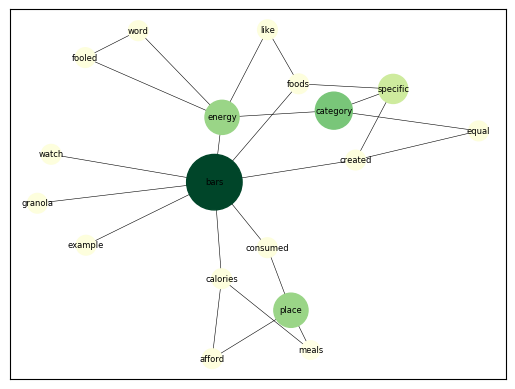 word
like
fooled
foods
specific
category
energy
equal
watch
created
bars
granola
example
consumed
calories
place
meals
afford